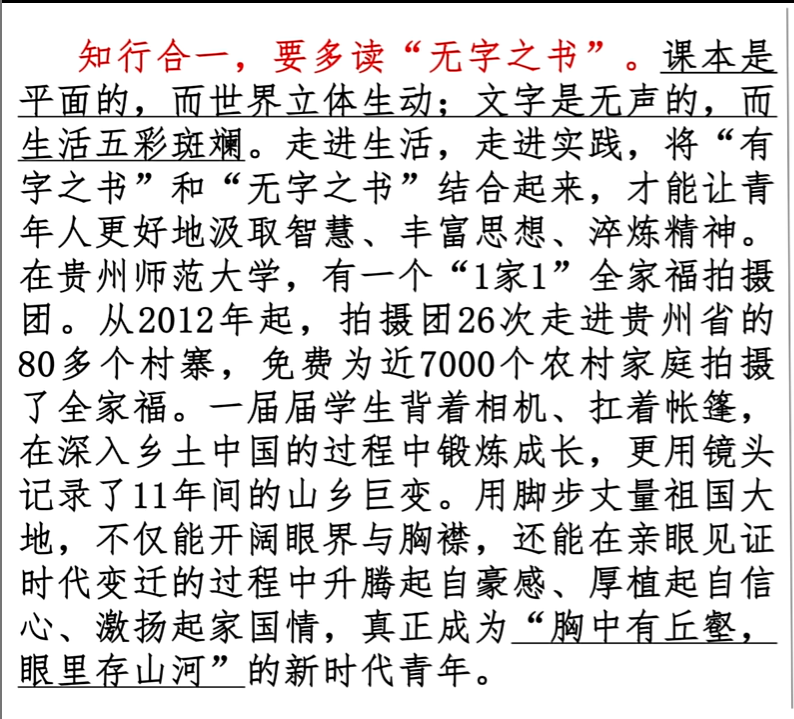 知行合一，要多读“无字之书”。课本是
平面的，而世界立体生动；文字是无声的，而
生活五彩斑斓。走进生活，走进实践，将“有
字之书”和“无字之书”结合起来，才能让青
年人更好地汲取智慧、丰富思想、淬炼精神。
在贵州师范大学，有一个“1家1”全家福拍摄
团。从2012年起，拍摄团26次走进贵州省的
80多个村寨，免费为近7000个农村家庭拍摄
了全家福。一届届学生背着相机、扛着帐篷，
在深入乡土中国的过程中锻炼成长，更用镜头
记录了11年间的山乡巨变。用脚步丈量祖国大
地，不仅能开阔眼界与胸襟，还能在亲眼见证
时代变迁的过程中升腾起自豪感、厚植起自信
心、激扬起家国情，真正成为“胸中有丘壑，
眼里存山河”的新时代青年。